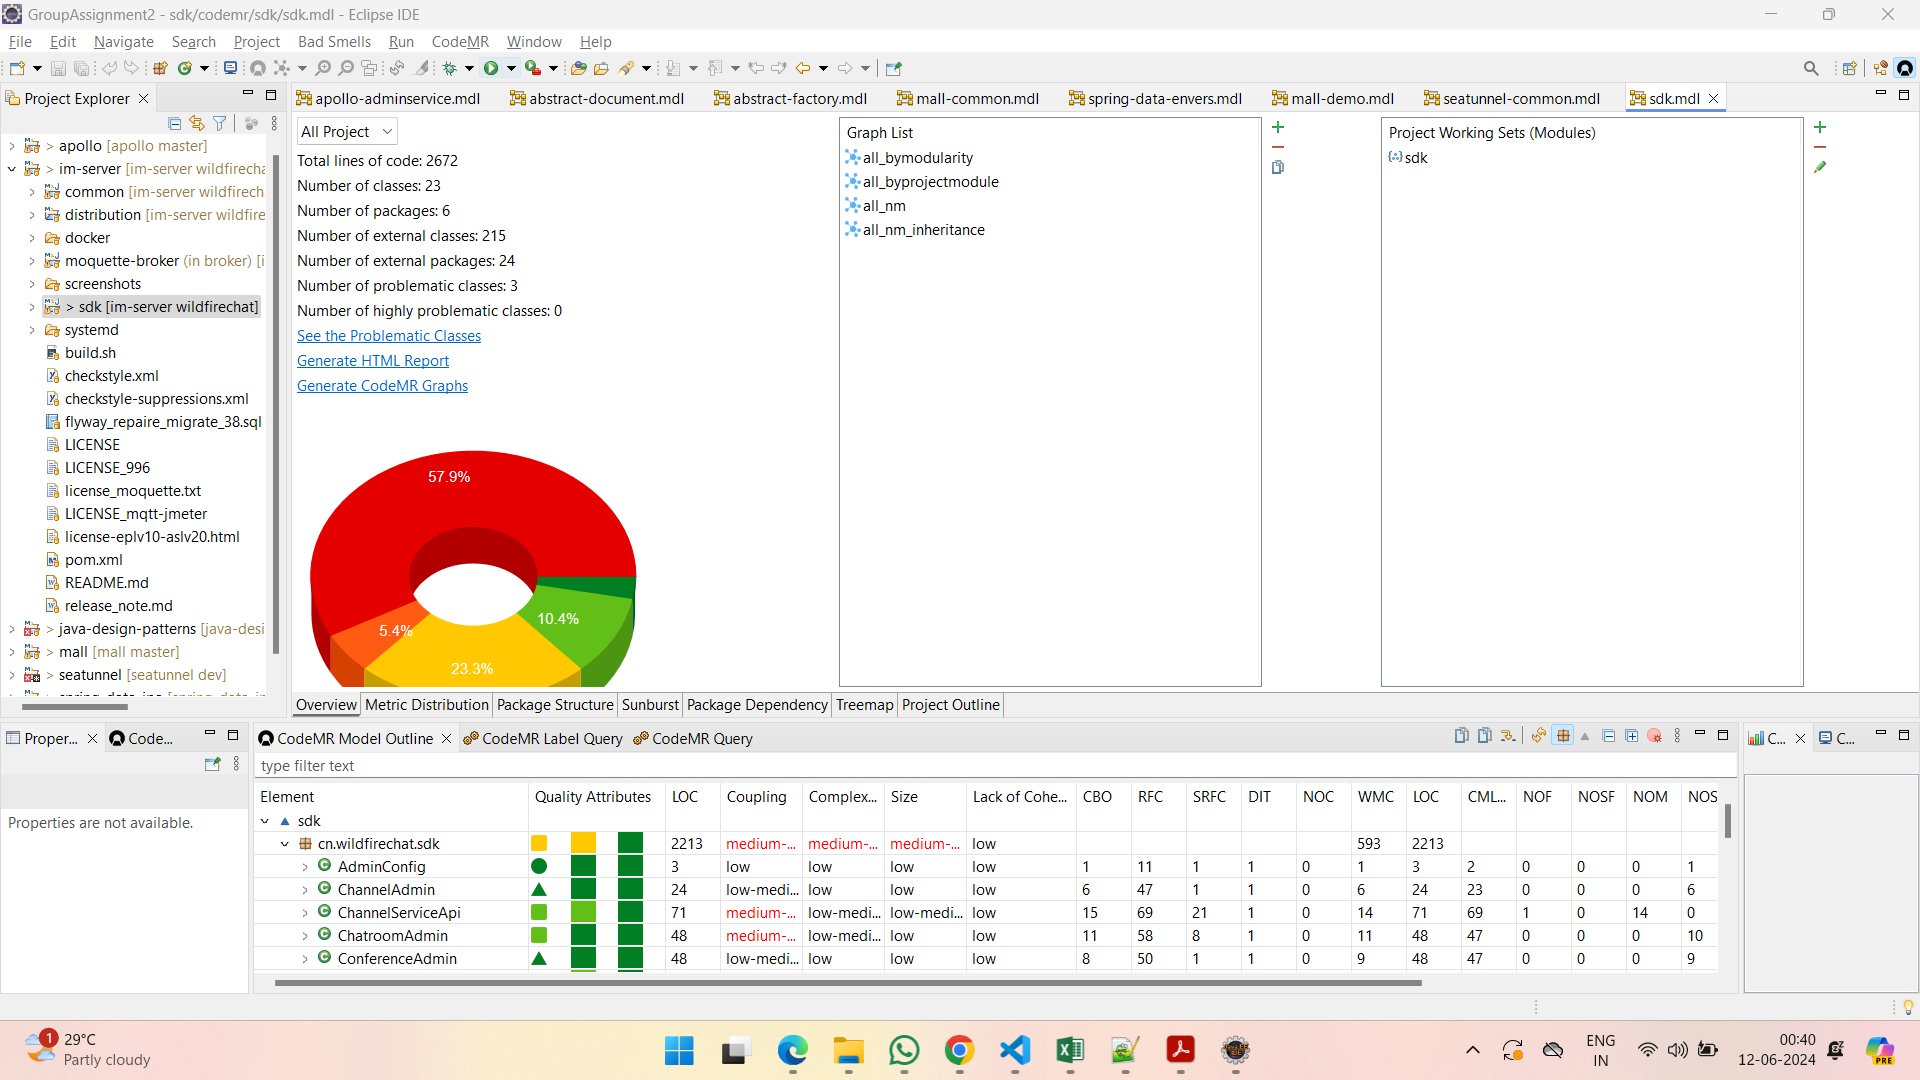 GroupAssignment2 - sdk/codemr/sdk/sdk.mdl - Eclipse IDE
File Edit Navigate Search Project Bad Smells Run CodeMR Window Help
Project Explorer
> apollo [apollo master]
> im-server [im-server wildfirecha
common [im-server wildfirech
distribution [im-server wildfire
docker
moquette-broker (in broker) [i
screenshots
> sdk [im-server wildfirechat]
systemd
build.sh
checkstyle.xml
checkstyle-suppressions.xml
flyway_repaire_migrate_38.sql
LICENSE
LICENSE_996
license_moquette.txt
LICENSE_mqtt-jmeter
license-eplv10-aslv20.html
pom.xml
README.md
release_note.md
> java-design-patterns [java-desi
> mall [mall master]
> seatunnel [seatunnel dev]
apollo-adminservice.mdl abstract-document.mdl abstract-factory.mdl mall-common.mdl spring-data-envers.mdl mall-demo.mdl seatunnel-common.mdl sdk.mdl
All Project
Total lines of code: 2672
Number of classes: 23
Number of packages: 6
Number of external classes: 215
Number of external packages: 24
Number of problematic classes: 3
Number of highly problematic classes: 0
See the Problematic Classes
Generate HTML Report
Generate CodeMR Graphs
57.9%
5.4%
10.4%
23.3%
Graph List
all_bymodularity
all_byprojectmodule
all_nm
all_nm_inheritance
Project Working Sets (Modules)
sdk
Overview Metric Distribution Package Structure Sunburst Package Dependency Treemap Project Outline
Proper... Code...
Properties are not available.
CodeMR Model Outline CodeMR Label Query CodeMR Query
type filter text
Element Quality Attributes LOC Coupling Complex... Size Lack of Cohe... CBO RFC SRFC DIT NOC WMC LOC CML... NOF NOSF NOM NOS
sdk
cn.wildfirechat.sdk 2213 medium-... medium-... medium-... low 593 2213
AdminConfig 3 low low low low 1 11 1 1 0 1 3 2 0 0 0 1
ChannelAdmin 24 low-medi... low low low 6 47 1 1 0 6 24 23 0 0 0 6
ChannelServiceApi 71 medium-... low-medi... low-medi... low 15 69 21 1 0 14 71 69 1 0 14 0
ChatroomAdmin 48 medium-... low-medi... low low 11 58 8 1 0 11 48 47 0 0 0 10
ConferenceAdmin 48 low-medi... low low low 8 50 1 1 0 9 48 47 0 0 0 9
C... C...
1
29°C
Partly cloudy
ENG
IN
00:40
12-06-2024
PRE